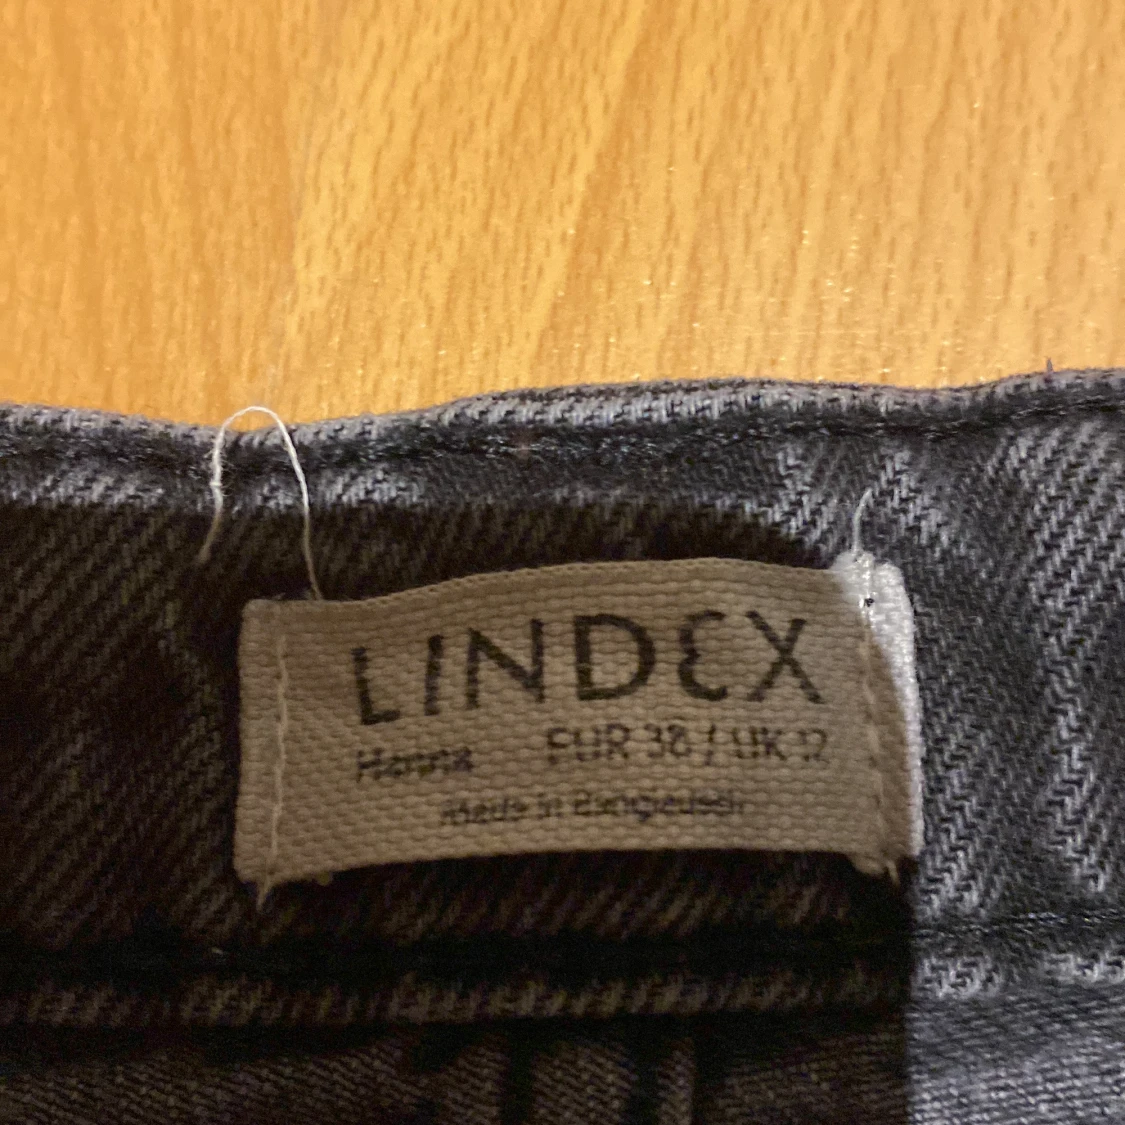 LINDEX
Hanna EUR 38 / UK 12
Made in Bangladesh